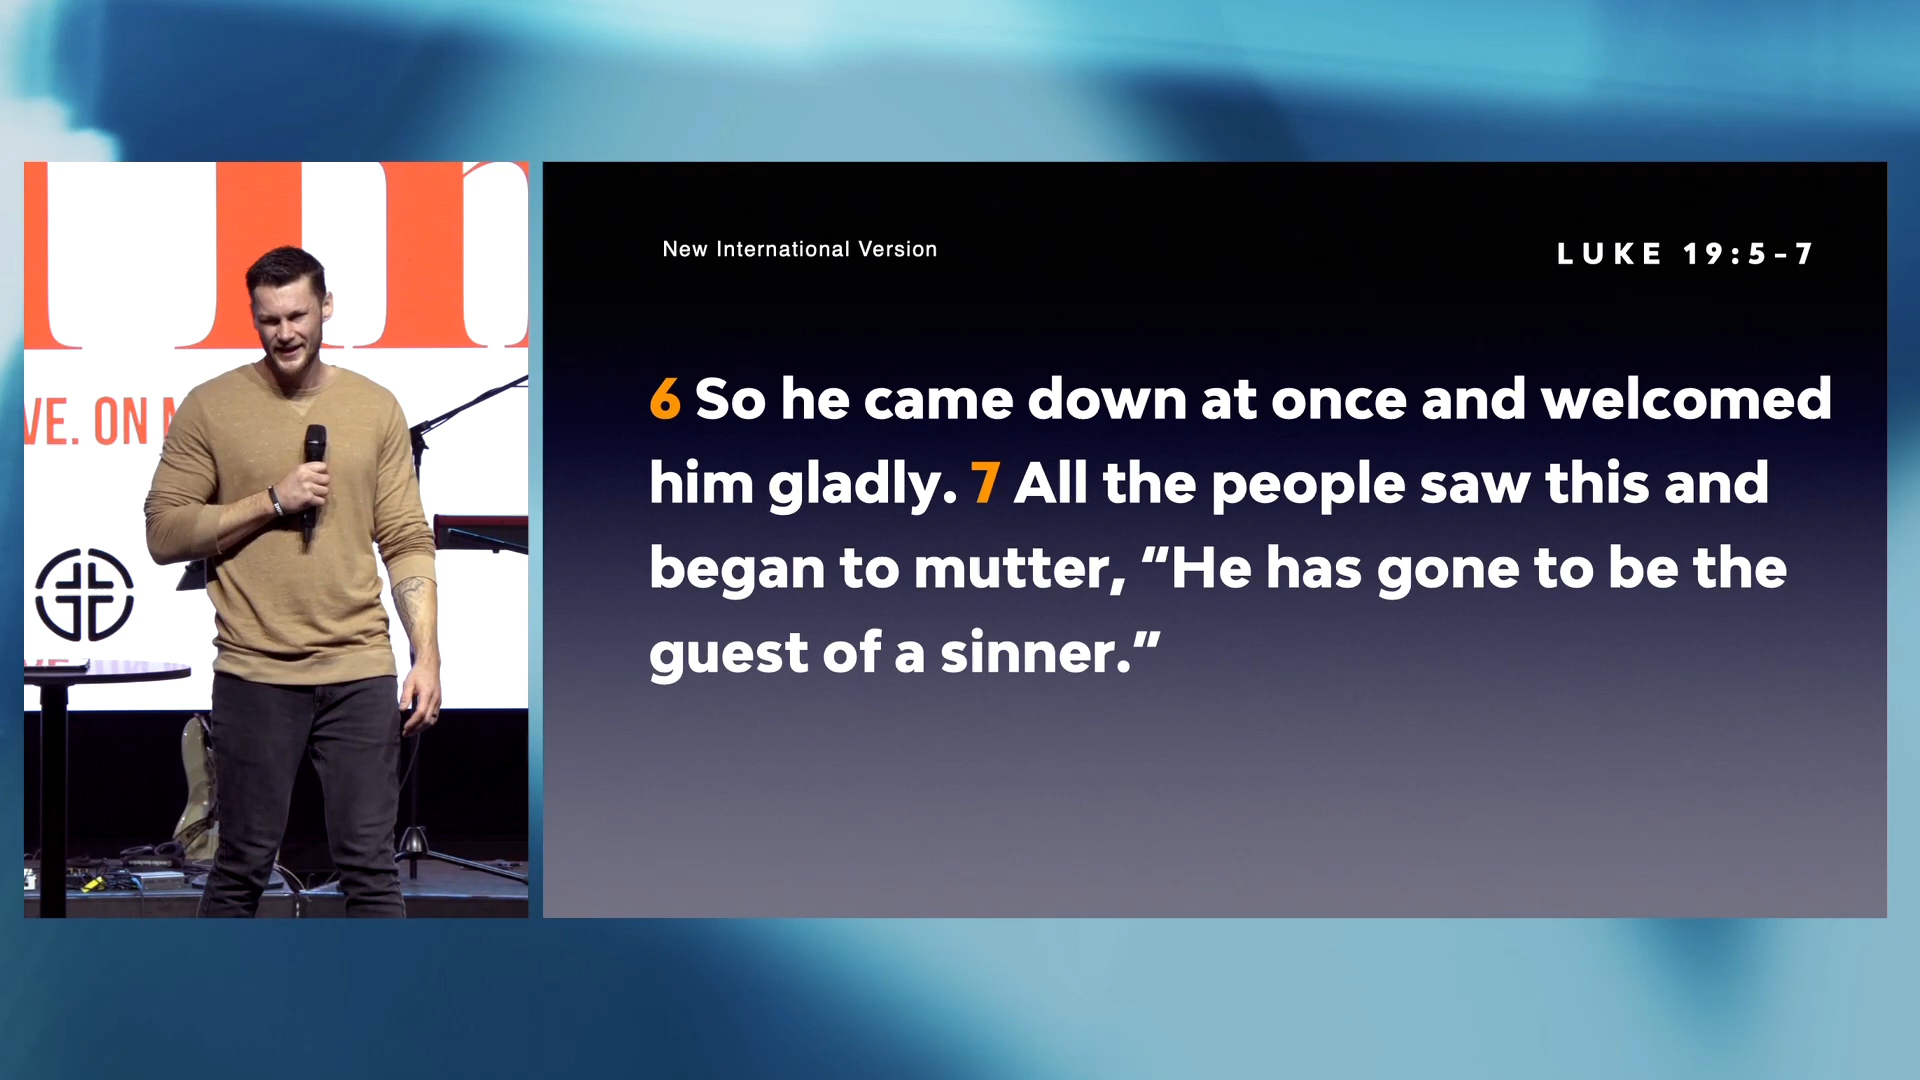 VE. ON
New International Version
LUKE 19:5-7
6 So he came down at once and welcomed
him gladly. 7 All the people saw this and
began to mutter, “He has gone to be the
guest of a sinner.”